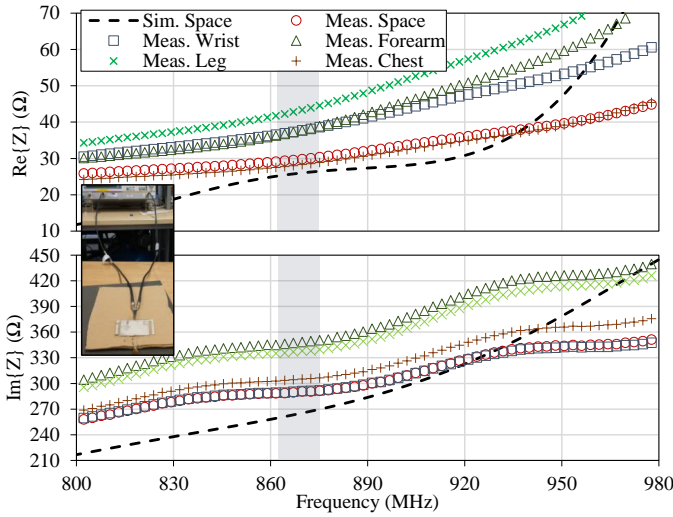 70
60
50
40
30
20
10
Re{Z} (Ω)
Sim. Space
Meas. Space
Meas. Wrist
Meas. Forearm
Meas. Leg
Meas. Chest
450
420
390
360
330
300
270
240
210
Im{Z} (Ω)
800 830 860 890 920 950 980
Frequency (MHz)